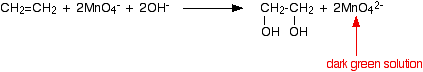 CH₂=CH₂ + 2MnO₄⁻ + 2OH⁻ → CH₂-CH₂ + 2MnO₄²⁻
OH OH
dark green solution